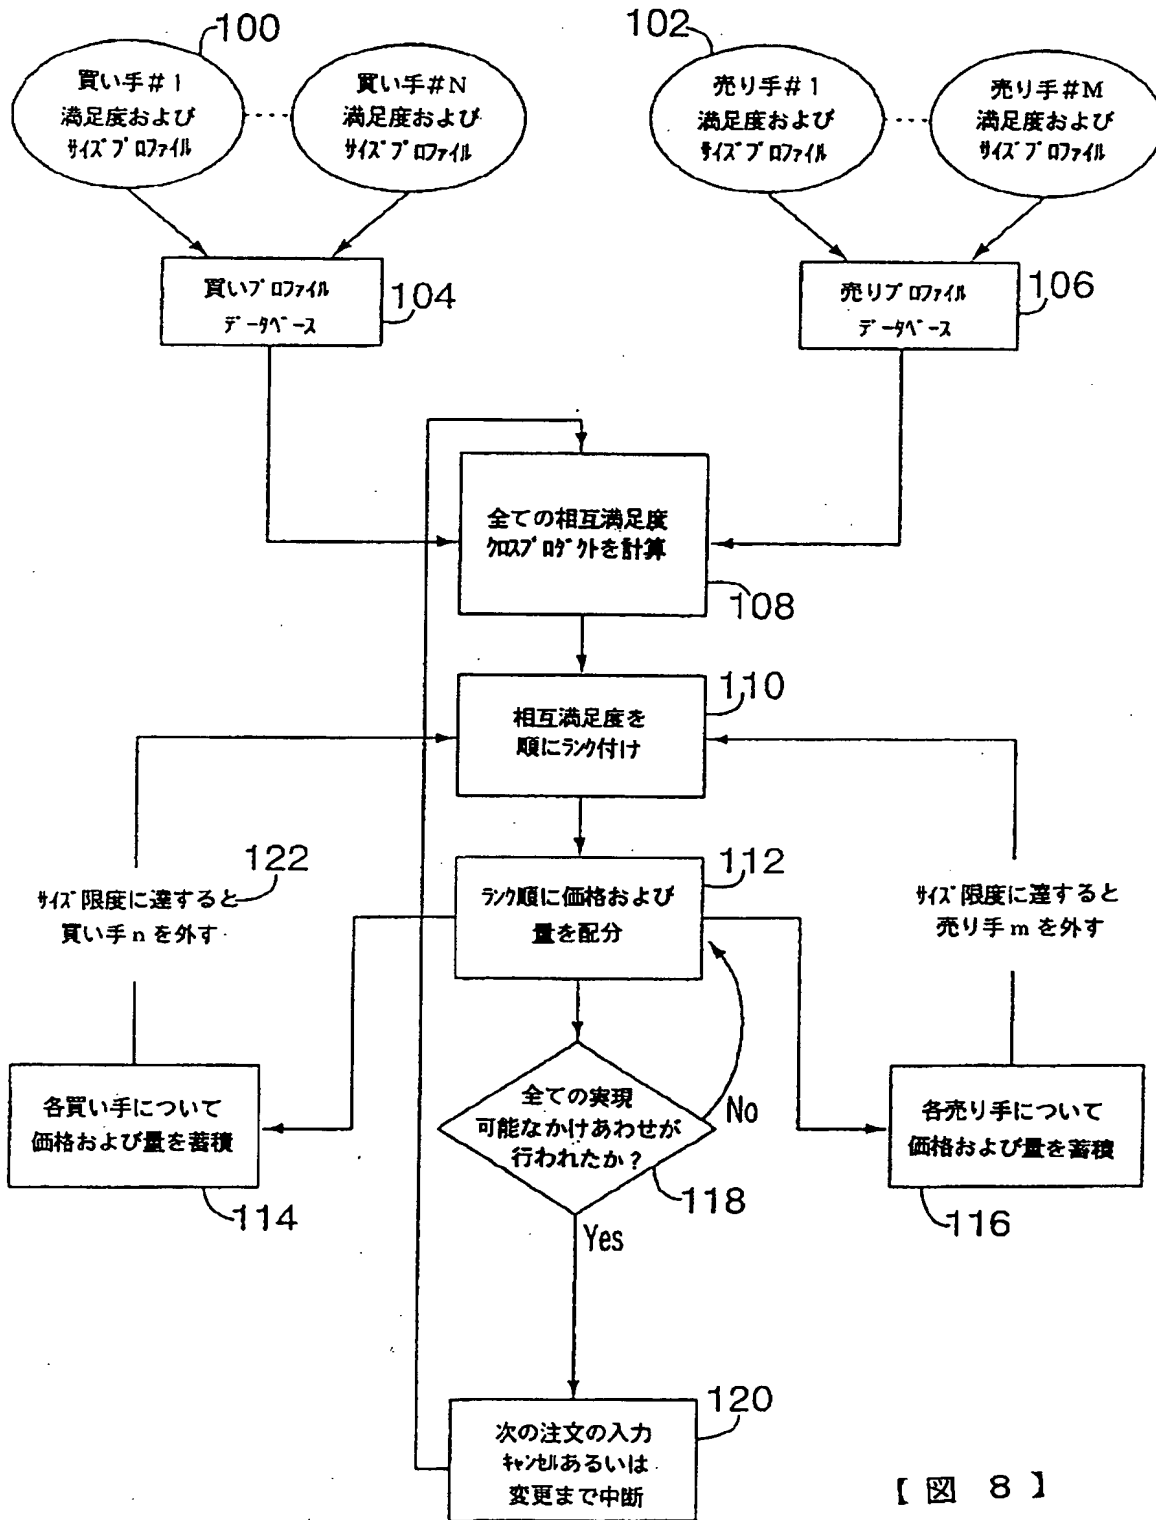 100
買い手#1
満足度および
サイズプロファイル
買い手#N
満足度および
サイズプロファイル
102
売り手#1
満足度および
サイズプロファイル
売り手#M
満足度および
サイズプロファイル
買いプロファイル
データベース
104
売りプロファイル
データベース
106
全ての相互満足度
クロスプロダクトを計算
108
相互満足度を
順にランク付け
110
ランク順に価格および
量を配分
112
サイズ限度に達すると
買い手nを外す
122
サイズ限度に達すると
売り手mを外す
各買い手について
価格および量を蓄積
114
全ての実現
可能なかけあわせが
行われたか?
118
No
Yes
各売り手について
価格および量を蓄積
116
次の注文の入力
キャンセルあるいは
変更まで中断
120
【図 8】